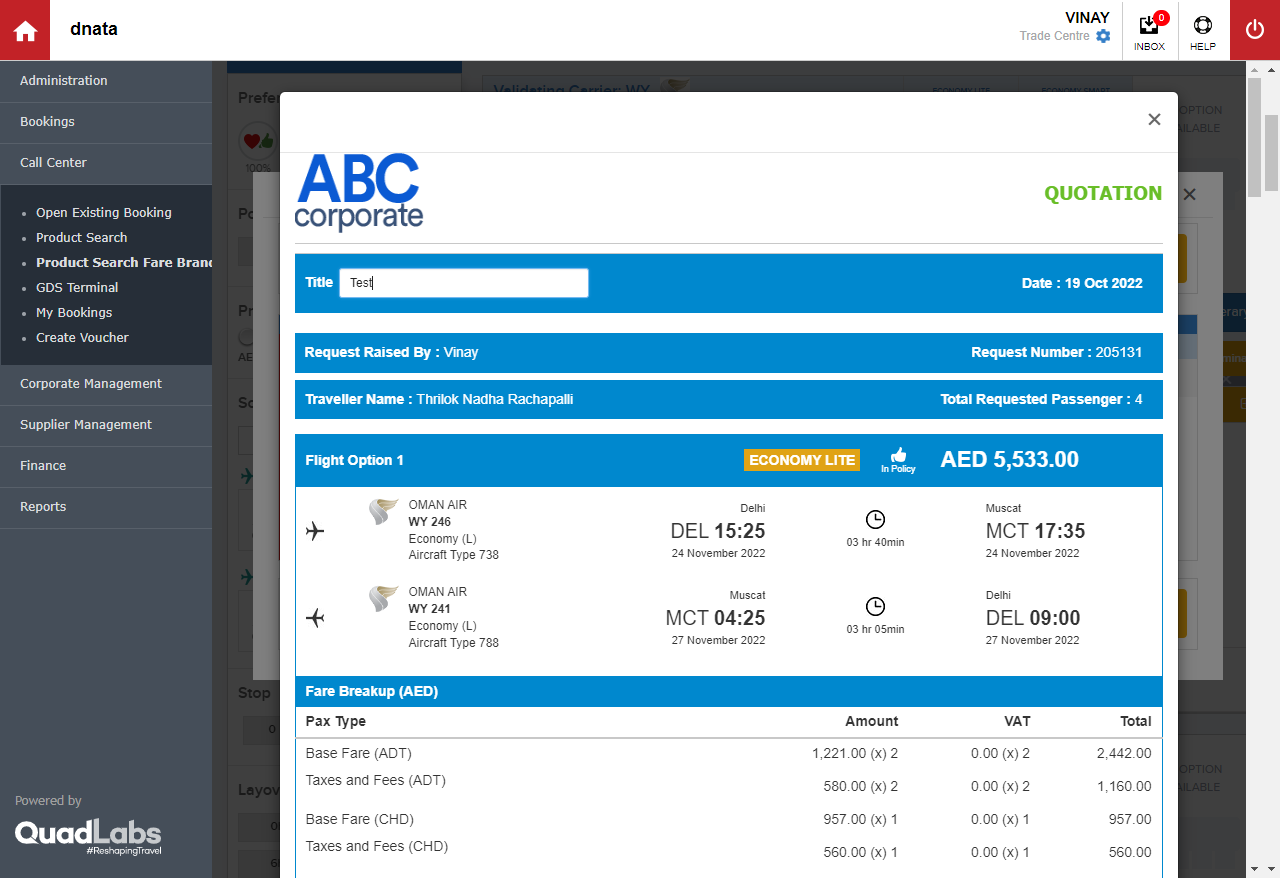 dnata
VINAY
Trade Centre
0
INBOX
HELP
Administration
Bookings
Call Center
Open Existing Booking
Product Search
Product Search Fare Brand
GDS Terminal
My Bookings
Create Voucher
Corporate Management
Supplier Management
Finance
Reports
Powered by
QuadLabs
#ReshapingTravel
Validating Carrier: WY
100%
Stop
0
×
ABC
corporate
QUOTATION
×
Title Test
Date : 19 Oct 2022
Request Raised By : Vinay
Request Number : 205131
Traveller Name : Thrilok Nadha Rachapalli
Total Requested Passenger : 4
Flight Option 1
ECONOMY LITE
In Policy
AED 5,533.00
OMAN AIR
WY 246
Economy (L)
Aircraft Type 738
Delhi
DEL 15:25
24 November 2022
03 hr 40min
Muscat
MCT 17:35
24 November 2022
OMAN AIR
WY 241
Economy (L)
Aircraft Type 788
Muscat
MCT 04:25
27 November 2022
03 hr 05min
Delhi
DEL 09:00
27 November 2022
Fare Breakup (AED)
Pax Type Amount VAT Total
Base Fare (ADT) 1,221.00 (x) 2 0.00 (x) 2 2,442.00
Taxes and Fees (ADT) 580.00 (x) 2 0.00 (x) 2 1,160.00
Base Fare (CHD) 957.00 (x) 1 0.00 (x) 1 957.00
Taxes and Fees (CHD) 560.00 (x) 1 0.00 (x) 1 560.00